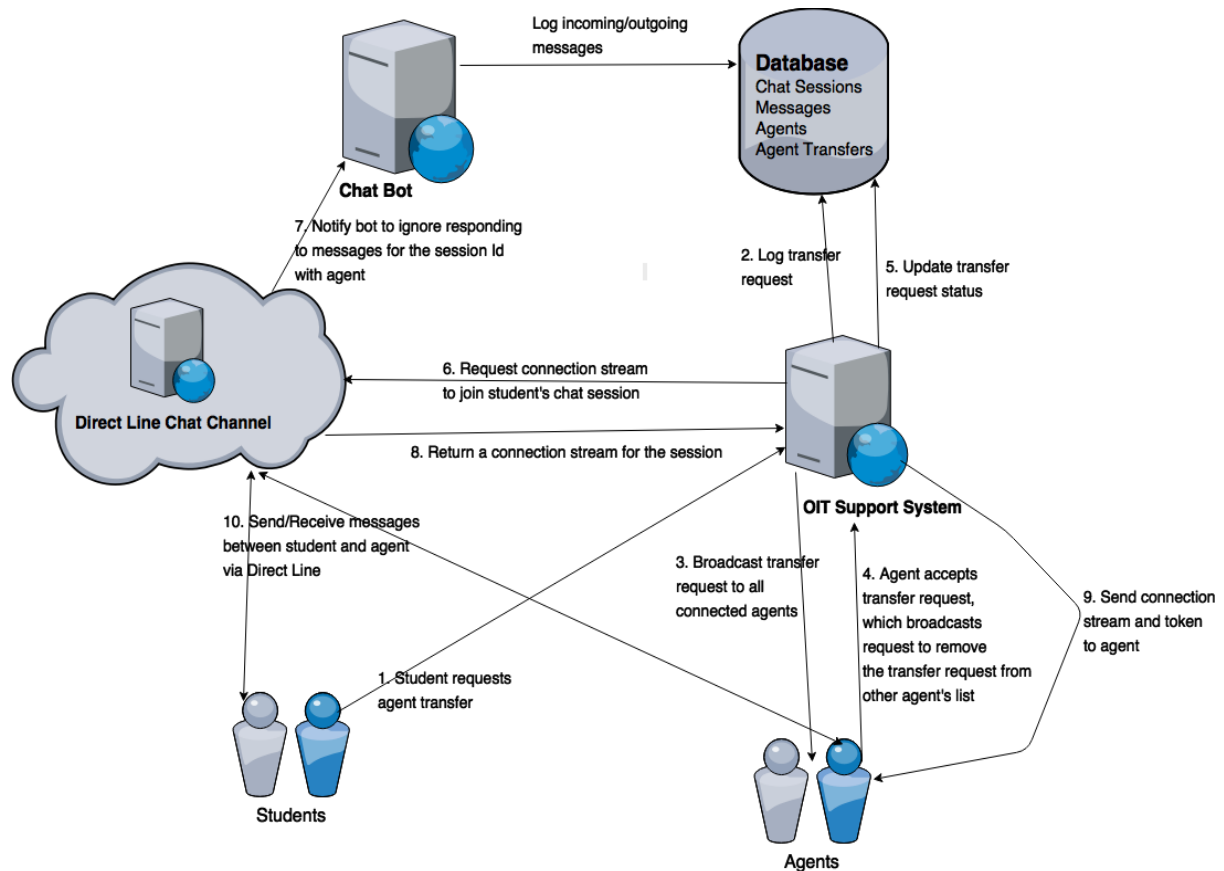 Log incoming/outgoing
messages
Database
Chat Sessions
Messages
Agents
Agent Transfers
Chat Bot
7. Notify bot to ignore responding
to messages for the session Id
with agent
2. Log transfer
request
5. Update transfer
request status
6. Request connection stream
to join student's chat session
Direct Line Chat Channel
8. Return a connection stream for the session
OIT Support System
10. Send/Receive messages
between student and agent
via Direct Line
3. Broadcast transfer
request to all
connected agents
4. Agent accepts
transfer request,
which broadcasts
request to remove
the transfer request from
other agent's list
9. Send connection
stream and token
to agent
1. Student requests
agent transfer
Students
Agents